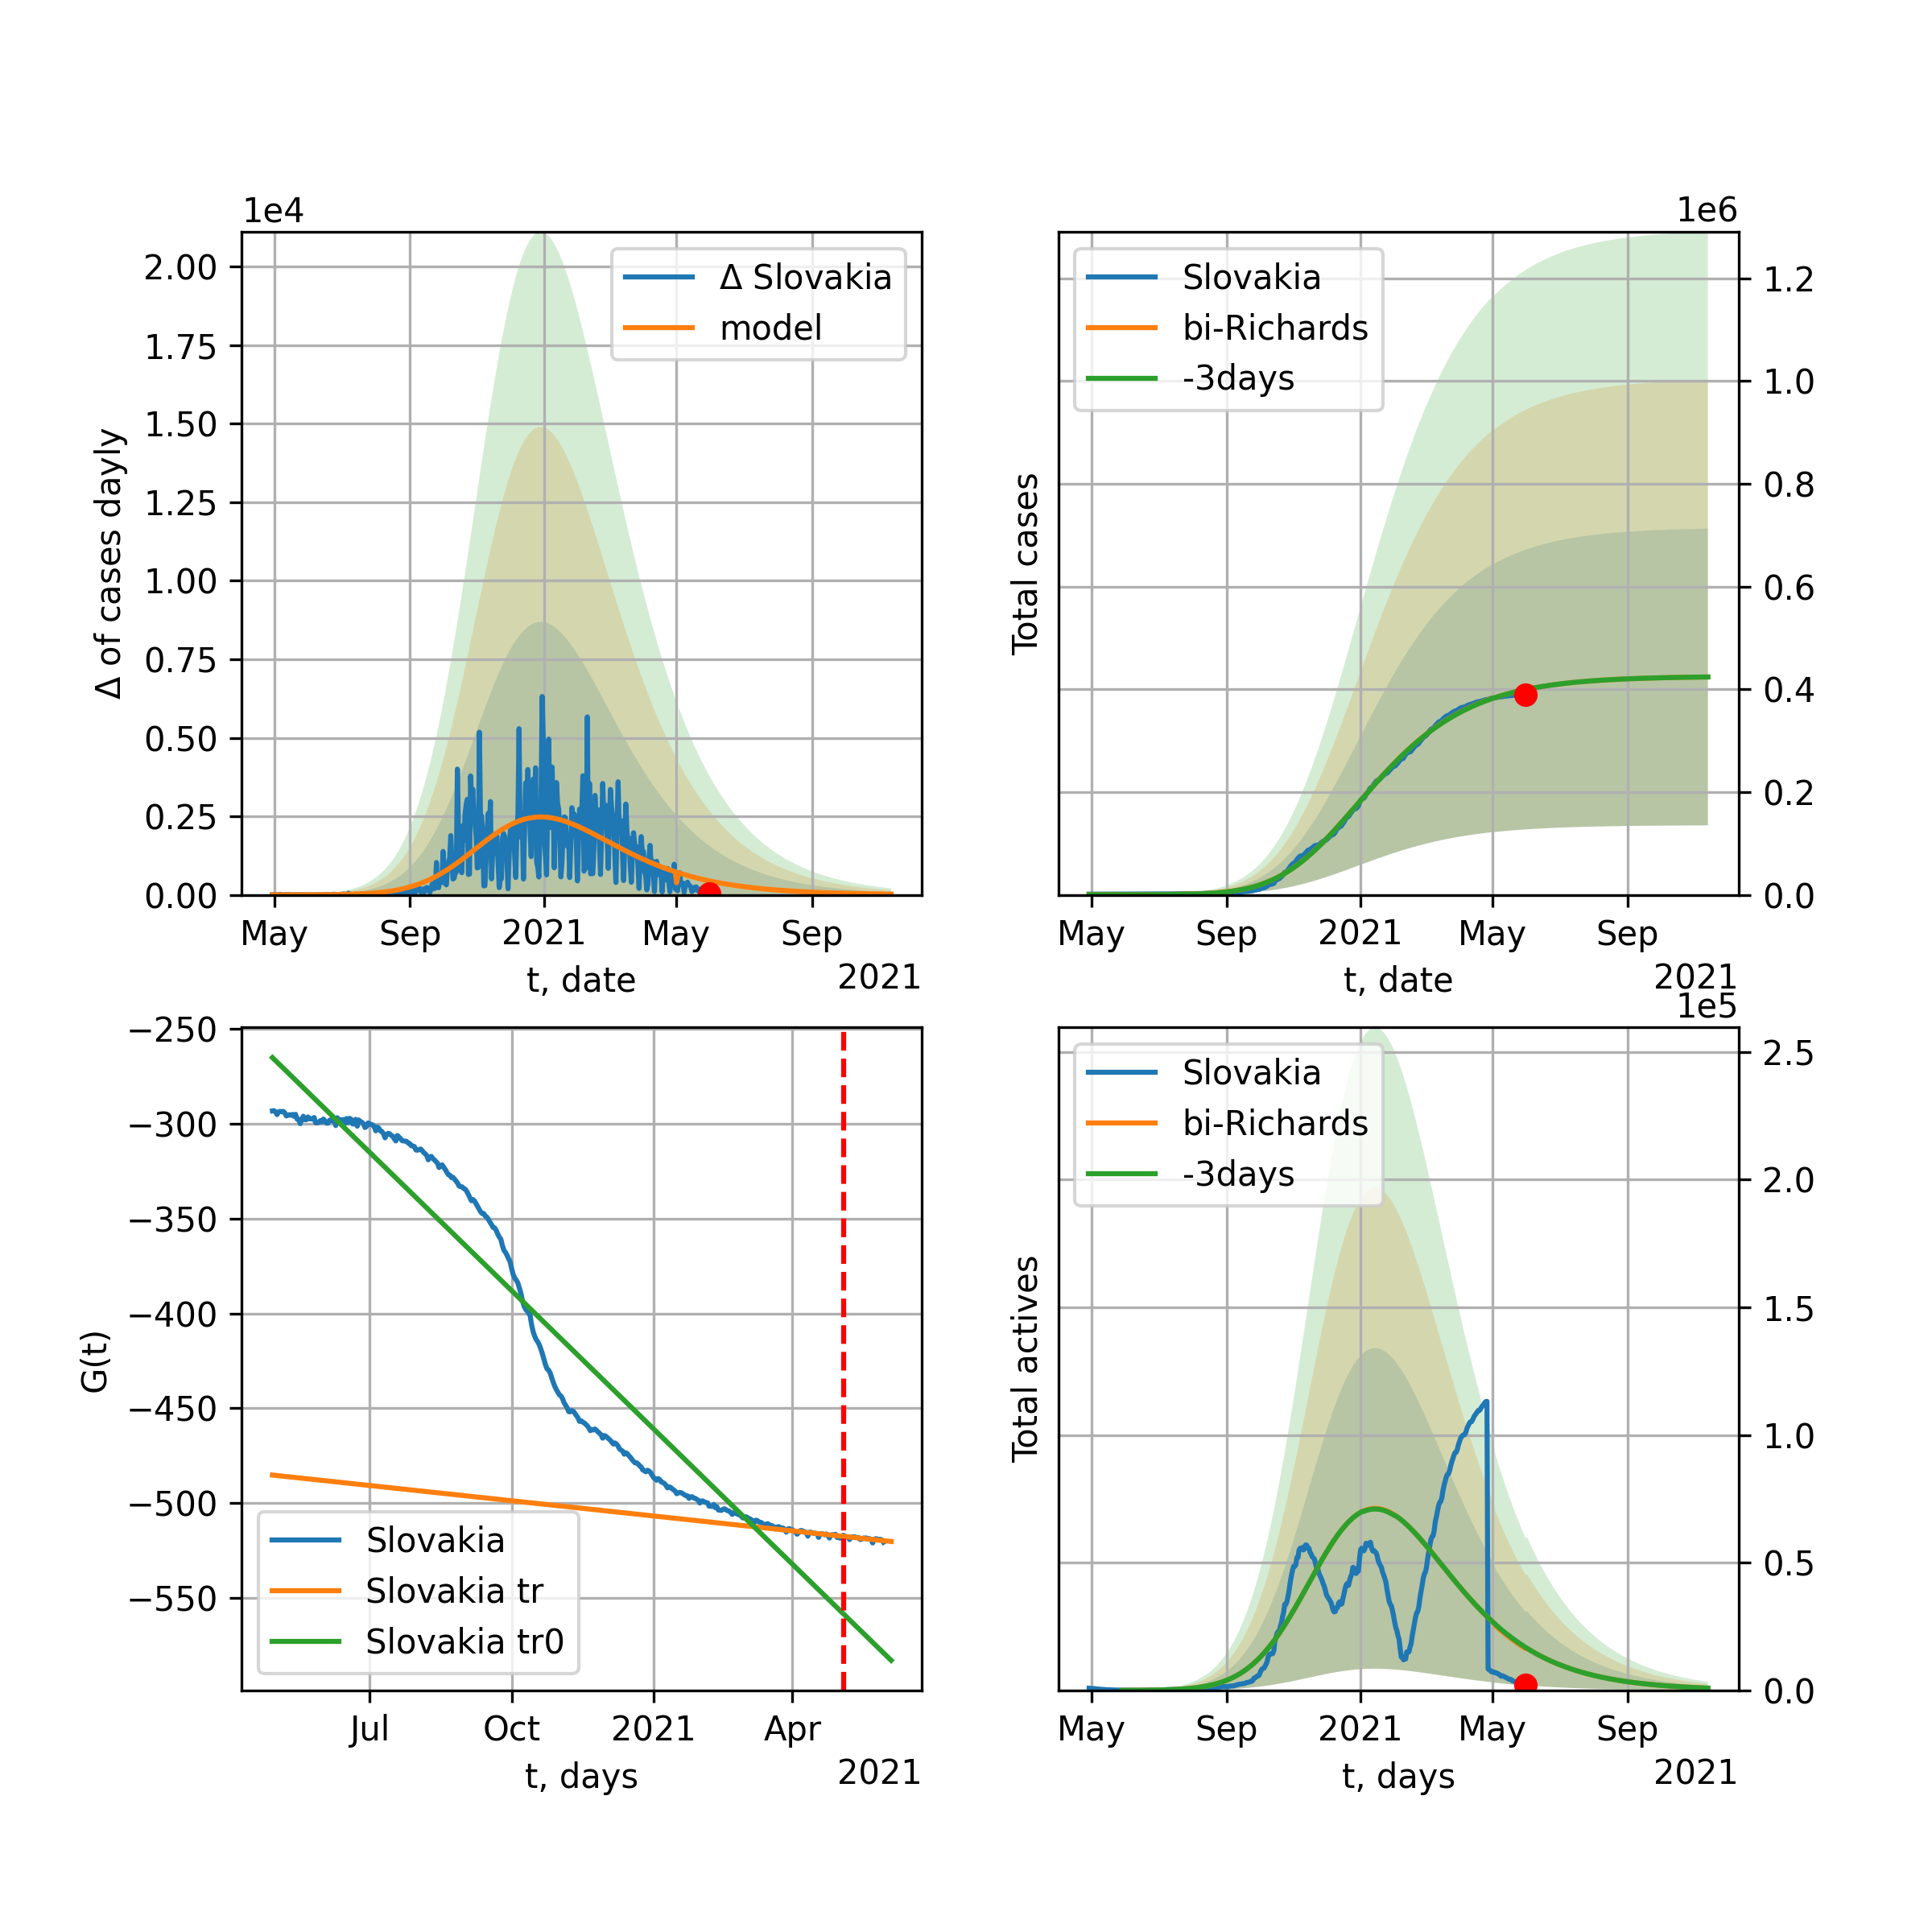 1e4
2.00
1.75
1.50
1.25
1.00
0.75
0.50
0.25
0.00
Δ of cases dayly
Δ Slovakia
model
May Sep 2021 May Sep
t, date
2021
1e6
Total cases
Slovakia
bi-Richards
-3days
1.2
1.0
0.8
0.6
0.4
0.2
0.0
May Sep 2021 May Sep
t, date
2021
−250
−300
−350
−400
−450
−500
−550
G(t)
Slovakia
Slovakia tr
Slovakia tr0
Jul Oct 2021 Apr
t, days
2021
1e5
Total actives
Slovakia
bi-Richards
-3days
2.5
2.0
1.5
1.0
0.5
0.0
May Sep 2021 May Sep
t, days
2021